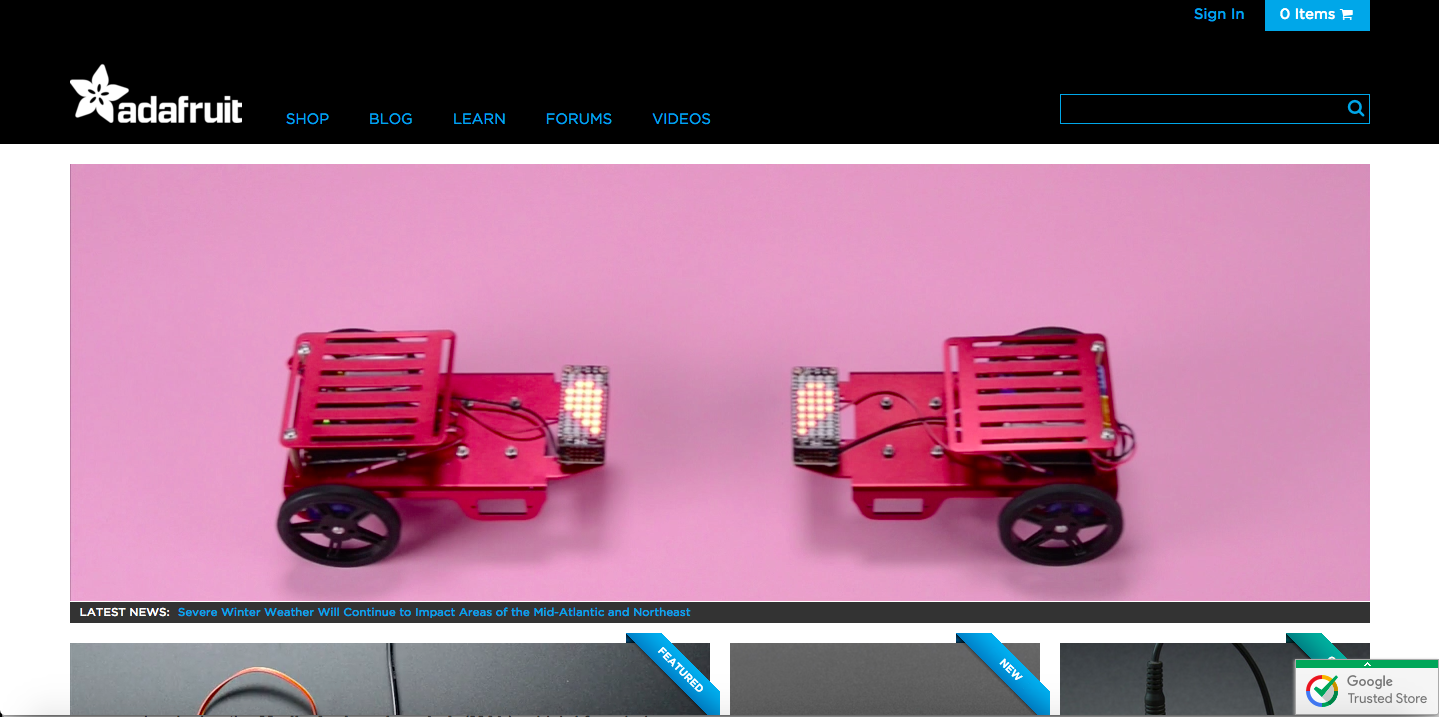 Sign In
0 Items
adafruit
SHOP
BLOG
LEARN
FORUMS
VIDEOS
LATEST NEWS: Severe Winter Weather Will Continue to Impact Areas of the Mid-Atlantic and Northeast
FEATURED
NEW
Google
Trusted Store